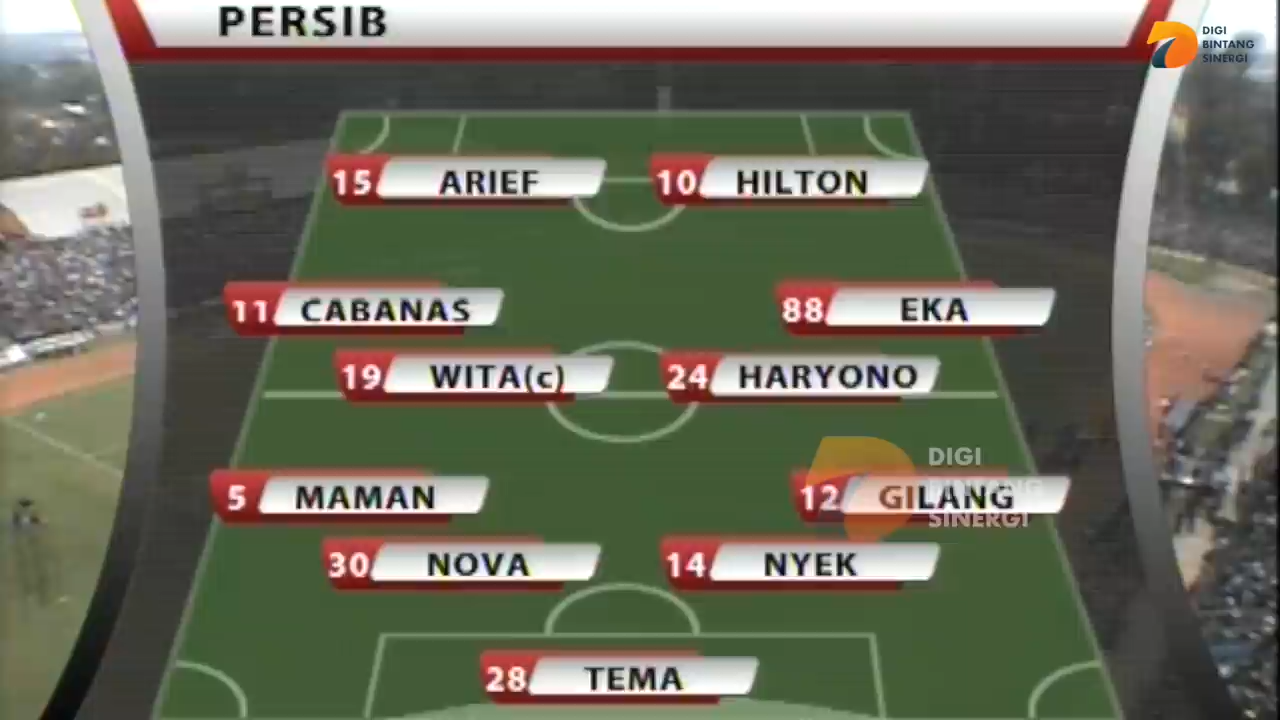 PERSIB
DIGI
BINTANG
SINERGI
15 ARIEF
10 HILTON
11 CABANAS
88 EKA
19 WITA(c)
24 HARYONO
5 MAMAN
12 GILANG
DIGI
BINTANG
SINERGI
30 NOVA
14 NYEK
28 TEMA